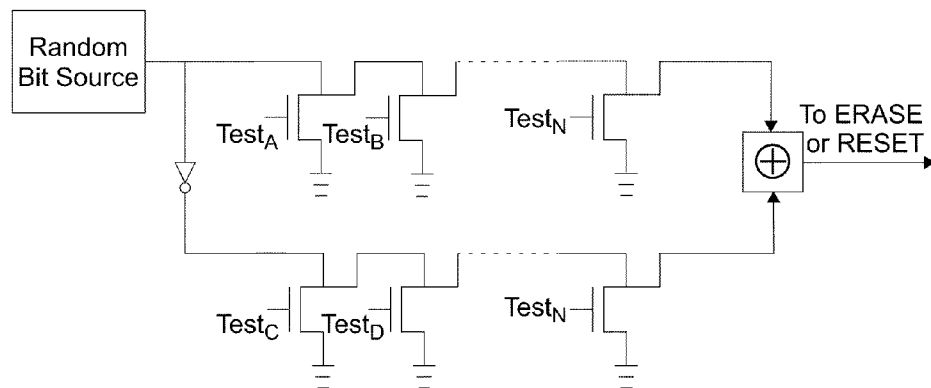 Random
Bit Source
Test_A
Test_B
Test_N
To ERASE
or RESET
Test_C
Test_D
Test_N